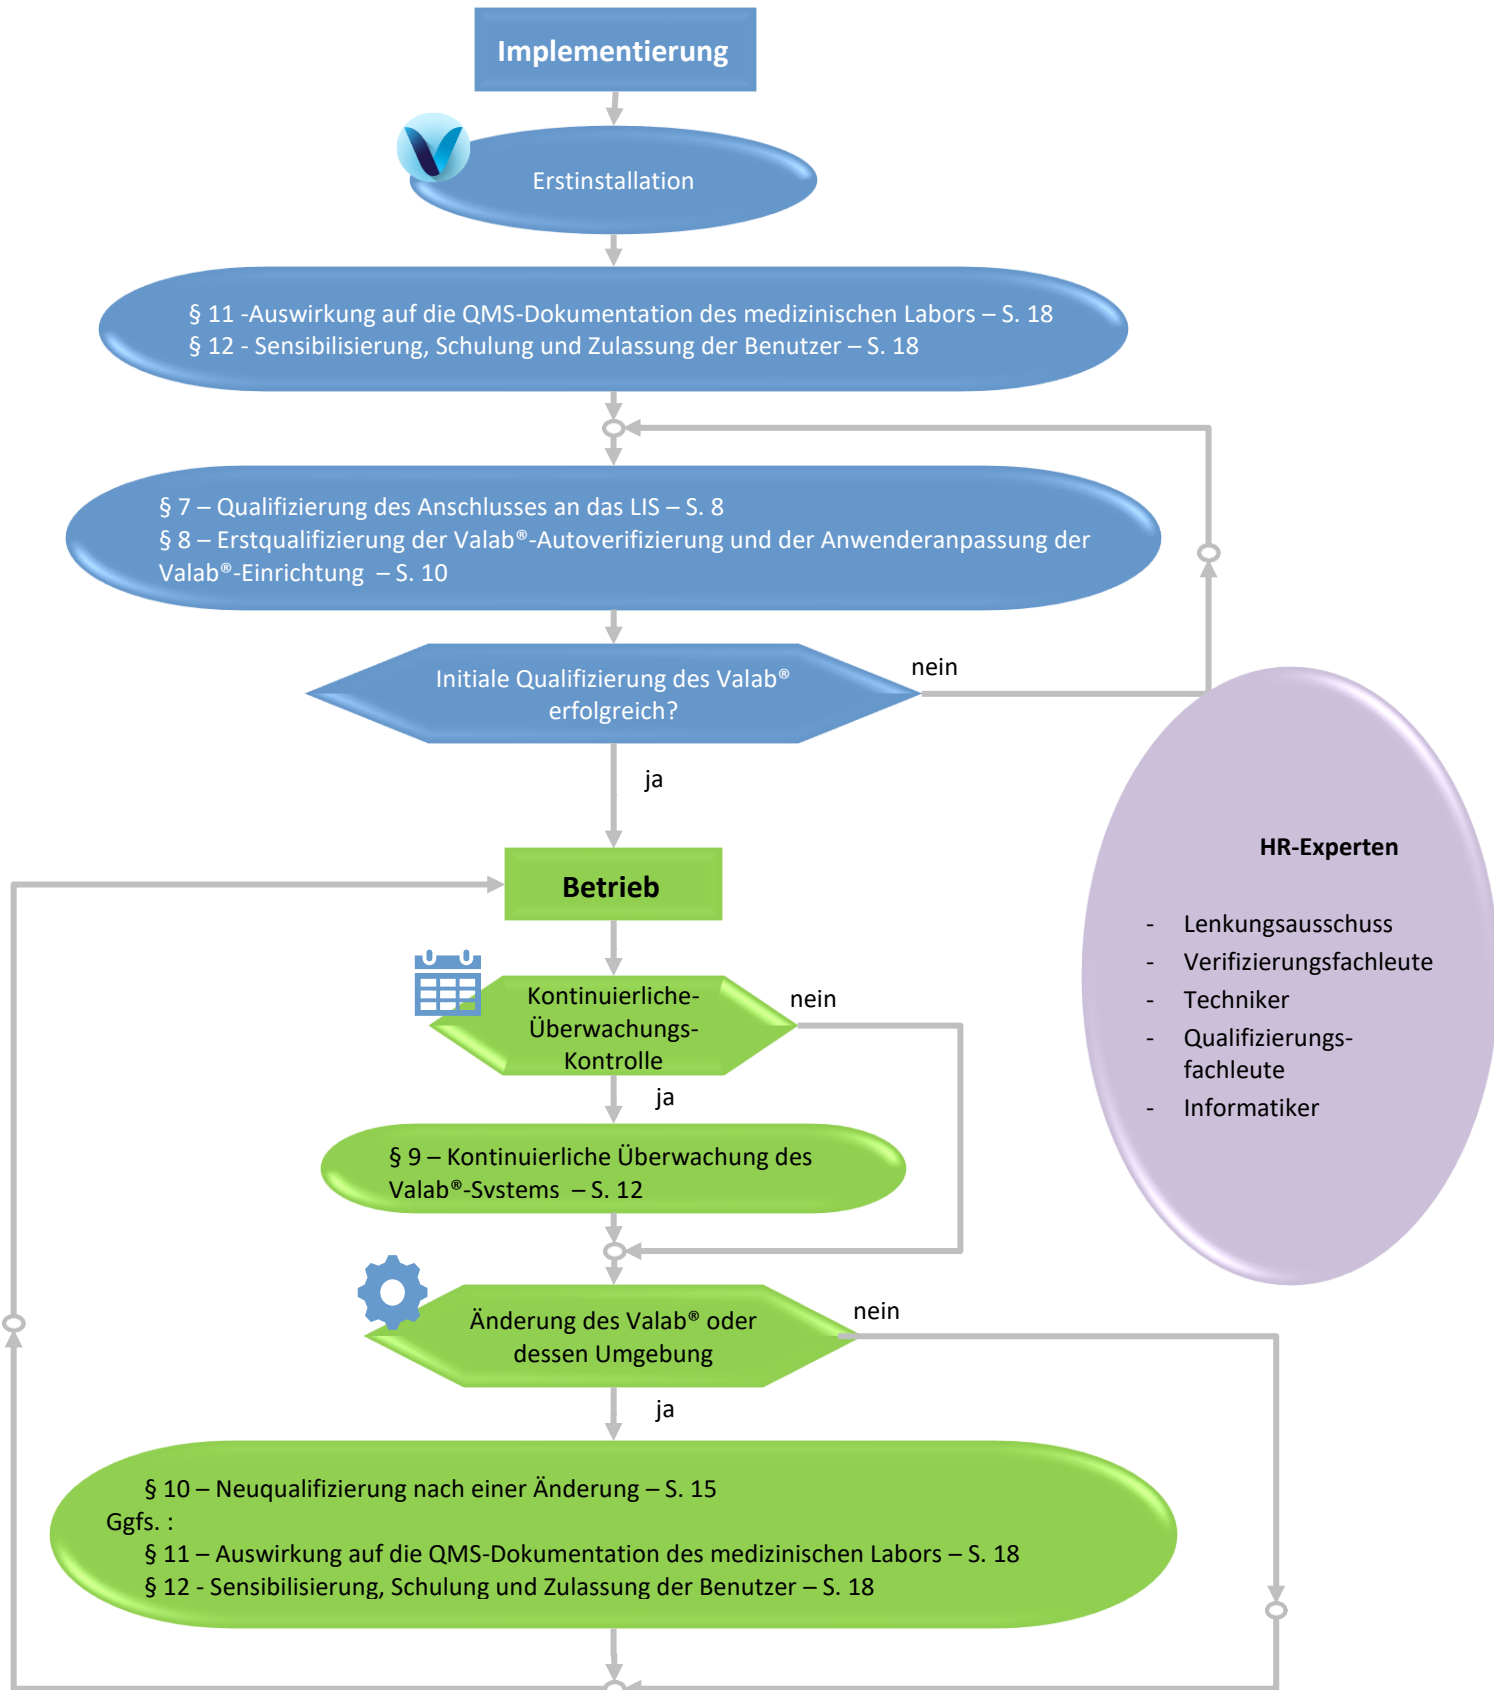 Implementierung
Erstinstallation
§ 11 -Auswirkung auf die QMS-Dokumentation des medizinischen Labors – S. 18
§ 12 - Sensibilisierung, Schulung und Zulassung der Benutzer – S. 18
§ 7 – Qualifizierung des Anschlusses an das LIS – S. 8
§ 8 – Erstqualifizierung der Valab®-Autoverifizierung und der Anwenderanpassung der
Valab®-Einrichtung – S. 10
Initiale Qualifizierung des Valab®
erfolgreich?
nein
ja
HR-Experten
- Lenkungsausschuss
- Verifizierungsfachleute
- Techniker
- Qualifizierungs-
fachleute
- Informatiker
Betrieb
Kontinuierliche-
Überwachungs-
Kontrolle
nein
ja
§ 9 – Kontinuierliche Überwachung des
Valab®-Systems – S. 12
Änderung des Valab® oder
dessen Umgebung
nein
ja
§ 10 – Neuqualifizierung nach einer Änderung – S. 15
Ggfs. :
§ 11 – Auswirkung auf die QMS-Dokumentation des medizinischen Labors – S. 18
§ 12 - Sensibilisierung, Schulung und Zulassung der Benutzer – S. 18